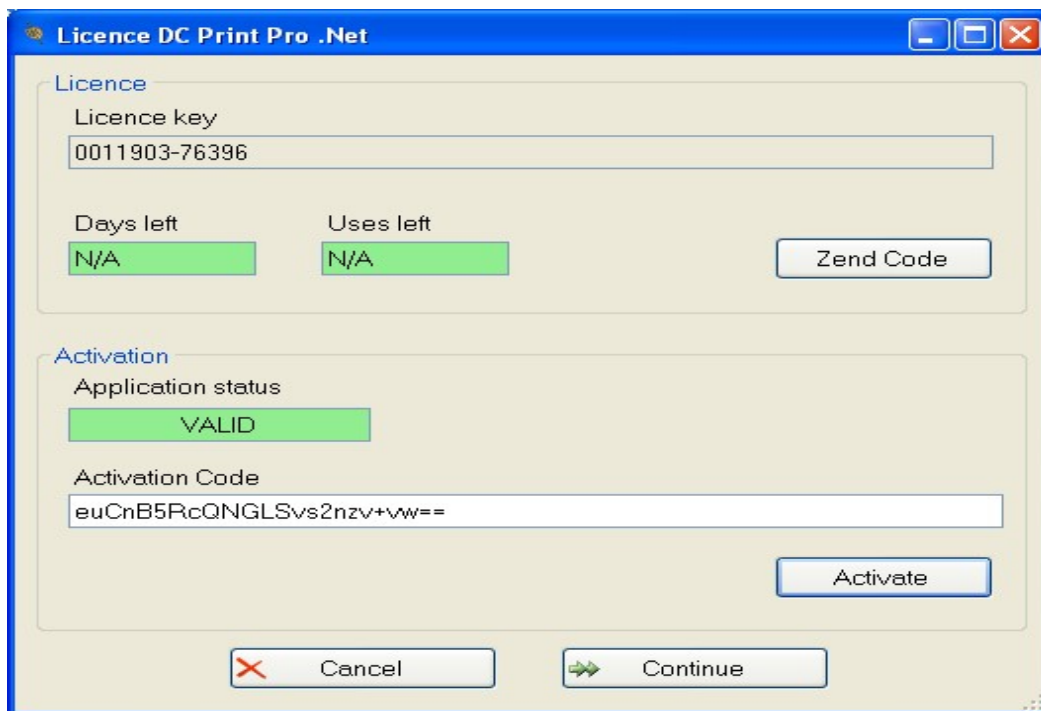 Licence DC Print Pro .Net
Licence
Licence key
0011903-76396
Days left
Uses left
N/A
N/A
Zend Code
Activation
Application status
VALID
Activation Code
euCnB5RcQNGLSvs2nzv+vw==
Activate
Cancel
Continue